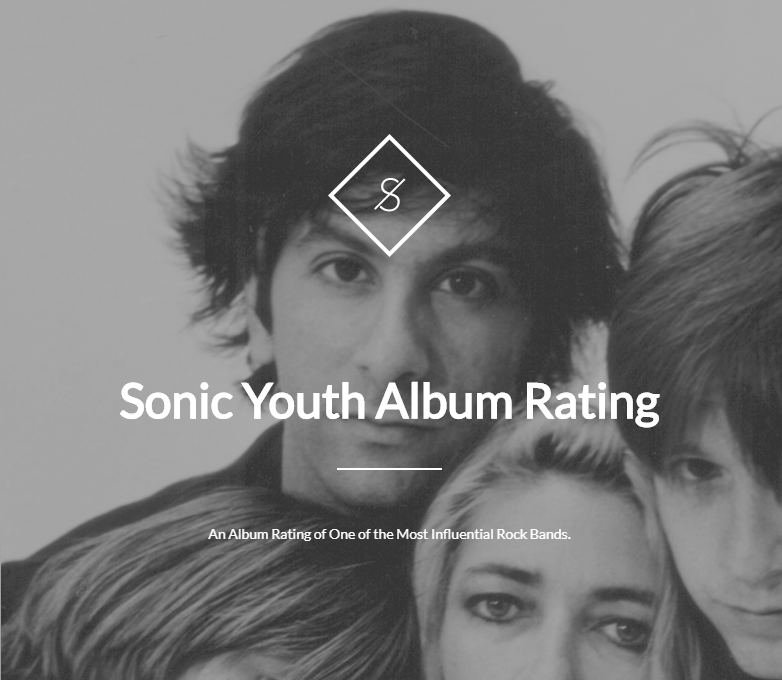 S
Sonic Youth Album Rating
An Album Rating of One of the Most Influential Rock Bands.